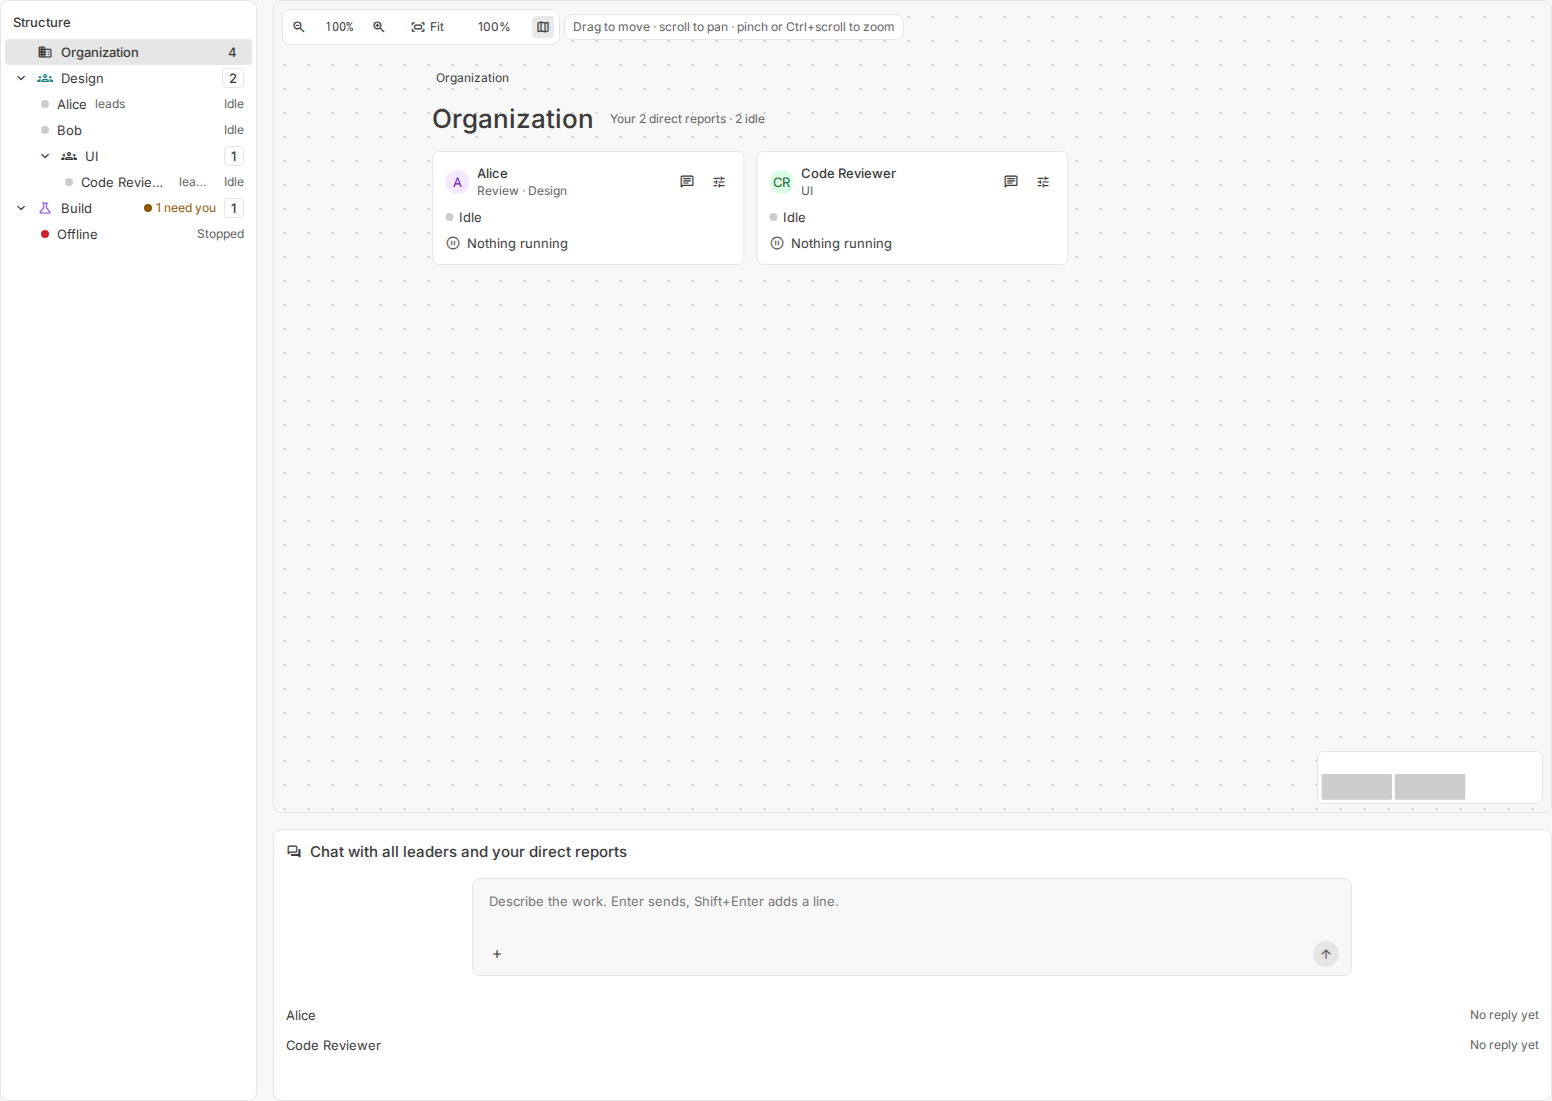 Structure
Organization 4
Design 2
Alice leads Idle
Bob Idle
UI 1
Code Revie... lea... Idle
Build 1 need you 1
Offline Stopped
100% Fit 100% Drag to move · scroll to pan · pinch or Ctrl+scroll to zoom
Organization
Organization Your 2 direct reports · 2 idle
A Alice
Review · Design
Idle
Nothing running
CR Code Reviewer
UI
Idle
Nothing running
Chat with all leaders and your direct reports
Describe the work. Enter sends, Shift+Enter adds a line.
Alice No reply yet
Code Reviewer No reply yet